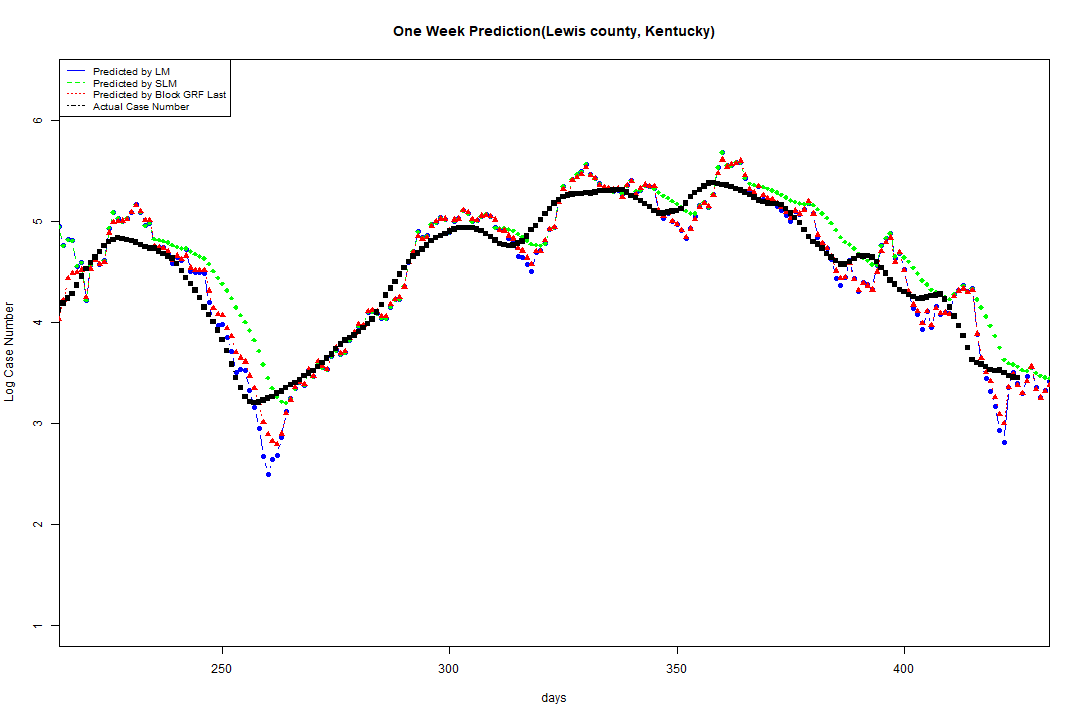 One Week Prediction(Lewis county, Kentucky)
Predicted by LM
Predicted by SLM
Predicted by Block GRF Last
Actual Case Number
Log Case Number
6
5
4
3
2
1
250
300
350
400
days